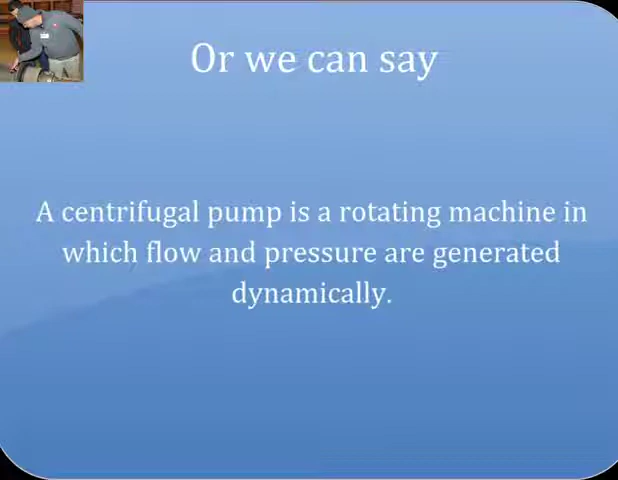 Or we can say
A centrifugal pump is a rotating machine in
which flow and pressure are generated
dynamically.